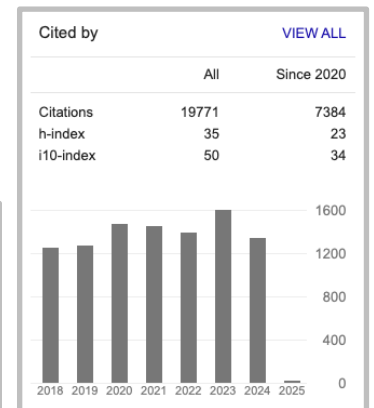 Cited by VIEW ALL
All Since 2020
Citations 19771 7384
h-index 35 23
i10-index 50 34
1600
1200
800
400
0
2018 2019 2020 2021 2022 2023 2024 2025